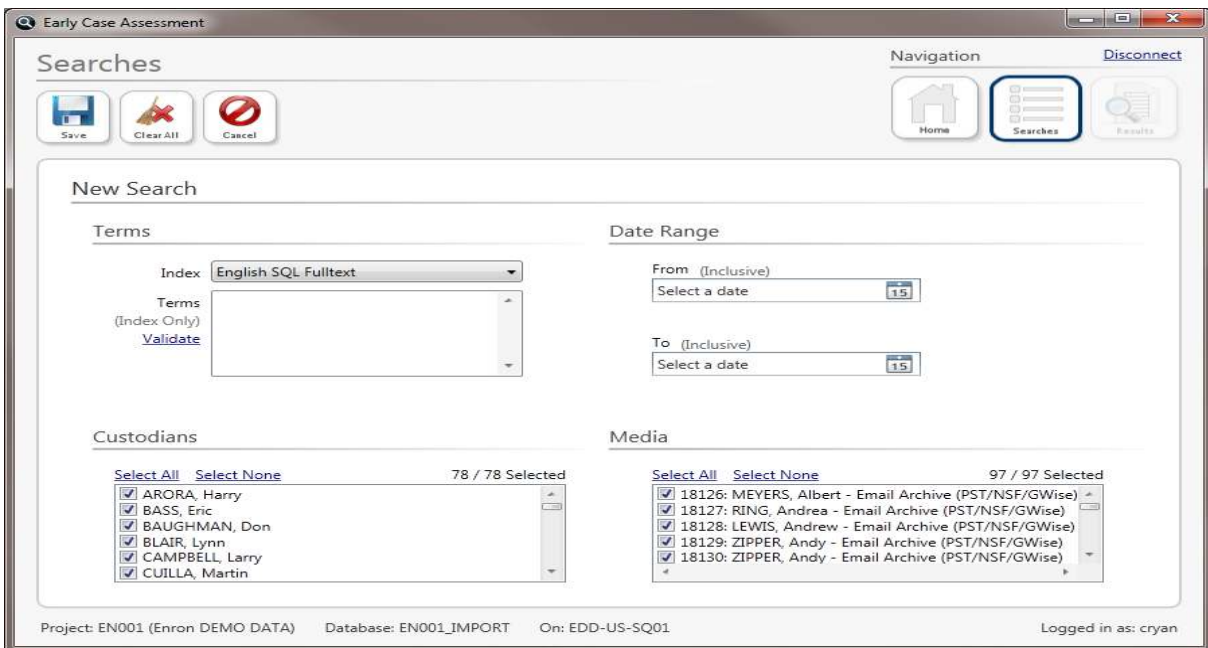 Early Case Assessment
Searches
Navigation
Disconnect
Save
Clear All
Cancel
Home
Searches
Results
New Search
Terms
Index
English SQL Fulltext
Terms
(Index Only)
Validate
Date Range
From (Inclusive)
Select a date
15
To (Inclusive)
Select a date
15
Custodians
Select All Select None 78 / 78 Selected
ARORA, Harry
BASS, Eric
BAUGHMAN, Don
BLAIR, Lynn
CAMPBELL, Larry
CUILLA, Martin
Media
Select All Select None 97 / 97 Selected
18126: MEYERS, Albert - Email Archive (PST/NSF/GWise)
18127: RING, Andrea - Email Archive (PST/NSF/GWise)
18128: LEWIS, Andrew - Email Archive (PST/NSF/GWise)
18129: ZIPPER, Andy - Email Archive (PST/NSF/GWise)
18130: ZIPPER, Andy - Email Archive (PST/NSF/GWise)
Project: EN001 (Enron DEMO DATA) Database: EN001_IMPORT On: EDD-US-SQ01 Logged in as: cryan